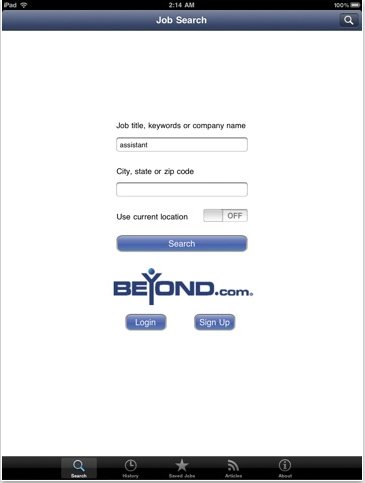 iPad 2:14 AM 100%
Job Search
Job title, keywords or company name
assistant
City, state or zip code
Use current location OFF
Search
BEYOND.com®
Login Sign Up
Search History Saved Jobs Articles About